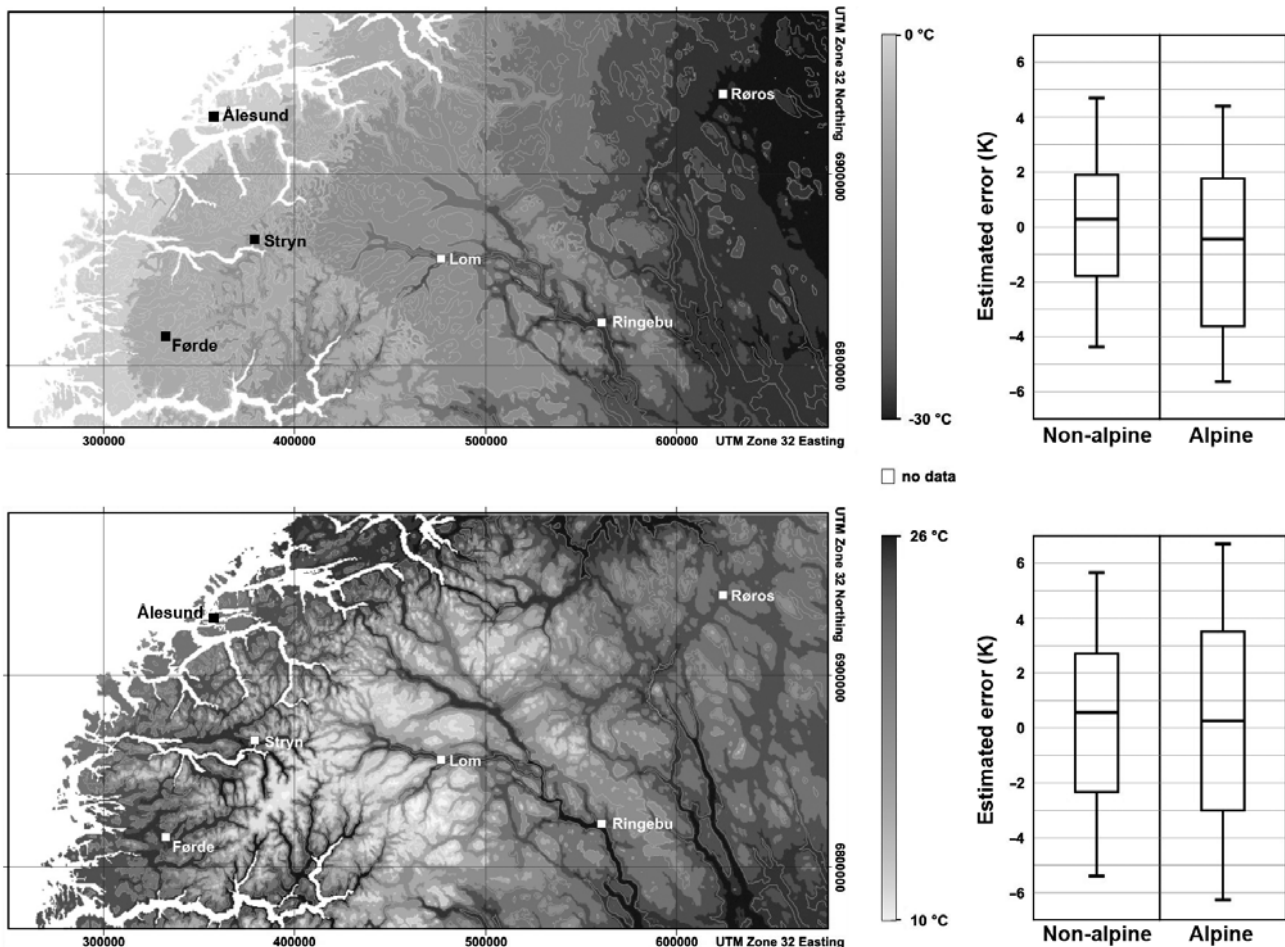 Ålesund
Stryn
Lom
Førde
Ringebu
Røros
UTM Zone 32 Northing
6900000
6800000
300000
400000
500000
600000
UTM Zone 32 Easting
0 °C
-30 °C
no data
Estimated error (K)
6
4
2
0
-2
-4
-6
Non-alpine
Alpine
Ålesund
Stryn
Lom
Førde
Ringebu
Røros
UTM Zone 32 Northing
6900000
6800000
300000
400000
500000
600000
UTM Zone 32 Easting
26 °C
10 °C
Estimated error (K)
6
4
2
0
-2
-4
-6
Non-alpine
Alpine